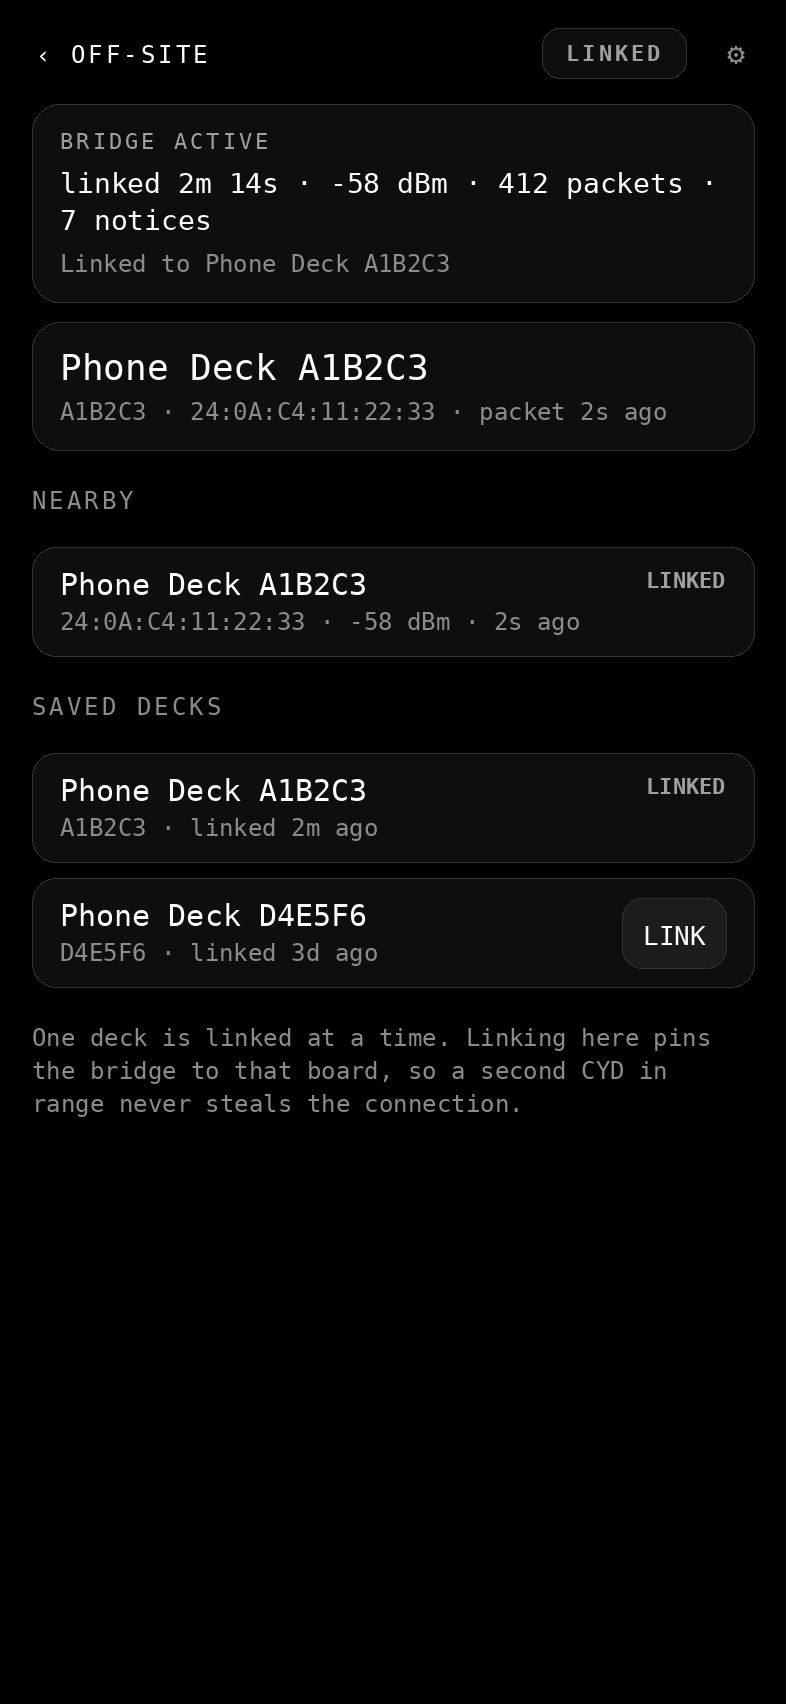 ‹ OFF-SITE LINKED ⚙
BRIDGE ACTIVE
linked 2m 14s · -58 dBm · 412 packets ·
7 notices
Linked to Phone Deck A1B2C3
Phone Deck A1B2C3
A1B2C3 · 24:0A:C4:11:22:33 · packet 2s ago
NEARBY
Phone Deck A1B2C3 LINKED
24:0A:C4:11:22:33 · -58 dBm · 2s ago
SAVED DECKS
Phone Deck A1B2C3 LINKED
A1B2C3 · linked 2m ago
Phone Deck D4E5F6 LINK
D4E5F6 · linked 3d ago
One deck is linked at a time. Linking here pins
the bridge to that board, so a second CYD in
range never steals the connection.